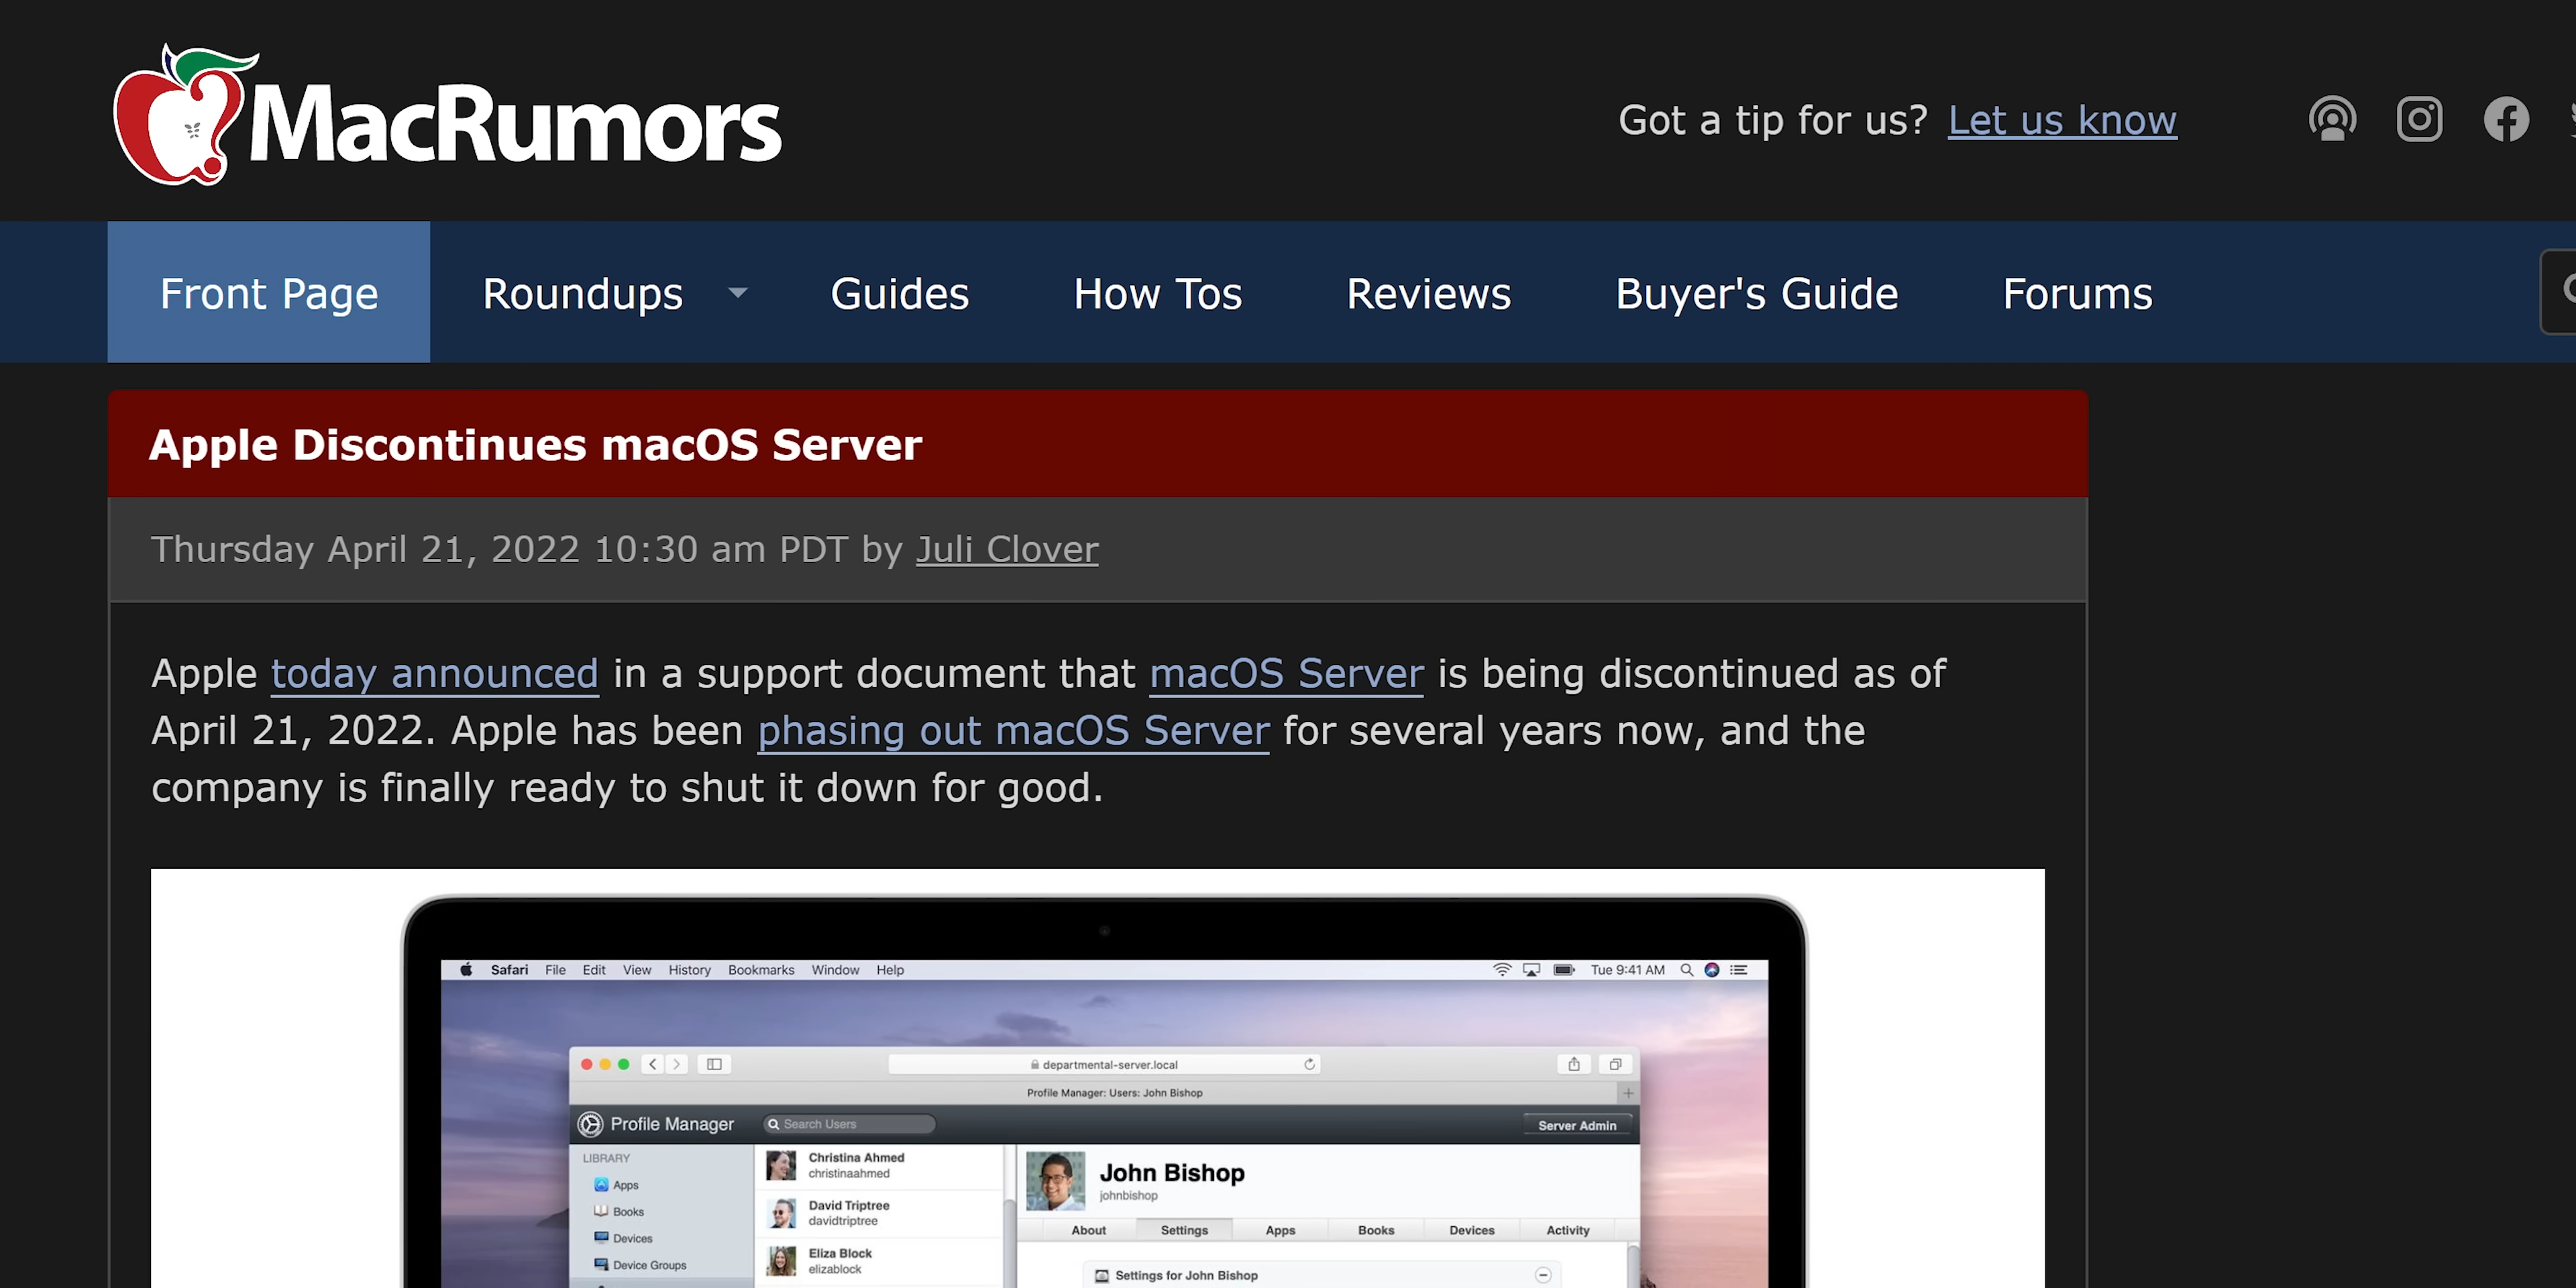 MacRumors
Got a tip for us? Let us know
Front Page Roundups Guides How Tos Reviews Buyer's Guide Forums
Apple Discontinues macOS Server
Thursday April 21, 2022 10:30 am PDT by Juli Clover
Apple today announced in a support document that macOS Server is being discontinued as of
April 21, 2022. Apple has been phasing out macOS Server for several years now, and the
company is finally ready to shut it down for good.
Safari File Edit View History Bookmarks Window Help Tue 9:41 AM
departmental-server.local
Profile Manager: Users: John Bishop
Profile Manager Search Users Server Admin
LIBRARY
Apps
Books
Devices
Device Groups
Christina Ahmed
christinaahmed
David Triptree
davidtriptree
Eliza Block
elizablock
John Bishop
johnbishop
About Settings Apps Books Devices Activity
Settings for John Bishop